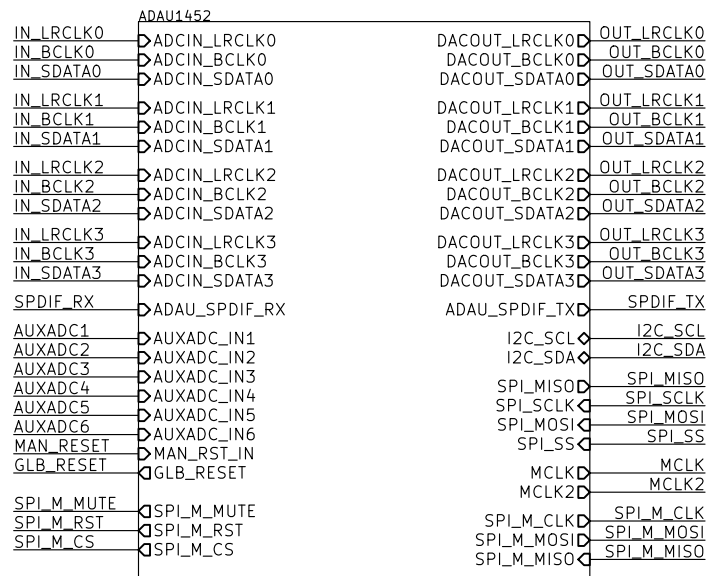 ADAU1452
IN_LRCLK0 ADCIN_LRCLK0 DACOUT_LRCLK0 OUT_LRCLK0
IN_BCLK0 ADCIN_BCLK0 DACOUT_BCLK0 OUT_BCLK0
IN_SDATA0 ADCIN_SDATA0 DACOUT_SDATA0 OUT_SDATA0
IN_LRCLK1 ADCIN_LRCLK1 DACOUT_LRCLK1 OUT_LRCLK1
IN_BCLK1 ADCIN_BCLK1 DACOUT_BCLK1 OUT_BCLK1
IN_SDATA1 ADCIN_SDATA1 DACOUT_SDATA1 OUT_SDATA1
IN_LRCLK2 ADCIN_LRCLK2 DACOUT_LRCLK2 OUT_LRCLK2
IN_BCLK2 ADCIN_BCLK2 DACOUT_BCLK2 OUT_BCLK2
IN_SDATA2 ADCIN_SDATA2 DACOUT_SDATA2 OUT_SDATA2
IN_LRCLK3 ADCIN_LRCLK3 DACOUT_LRCLK3 OUT_LRCLK3
IN_BCLK3 ADCIN_BCLK3 DACOUT_BCLK3 OUT_BCLK3
IN_SDATA3 ADCIN_SDATA3 DACOUT_SDATA3 OUT_SDATA3
SPDIF_RX ADAU_SPDIF_RX ADAU_SPDIF_TX SPDIF_TX
AUXADC1 AUXADC_IN1 I2C_SCL I2C_SCL
AUXADC2 AUXADC_IN2 I2C_SDA I2C_SDA
AUXADC3 AUXADC_IN3 SPI_MISO SPI_MISO
AUXADC4 AUXADC_IN4 SPI_SCLK SPI_SCLK
AUXADC5 AUXADC_IN5 SPI_MOSI SPI_MOSI
AUXADC6 AUXADC_IN6 SPI_SS SPI_SS
MAN_RESET MAN_RST_IN
GLB_RESET GLB_RESET MCLK MCLK
MCLK2 MCLK2
SPI_M_MUTE SPI_M_MUTE SPI_M_CLK SPI_M_CLK
SPI_M_RST SPI_M_RST SPI_M_MOSI SPI_M_MOSI
SPI_M_CS SPI_M_CS SPI_M_MISO SPI_M_MISO